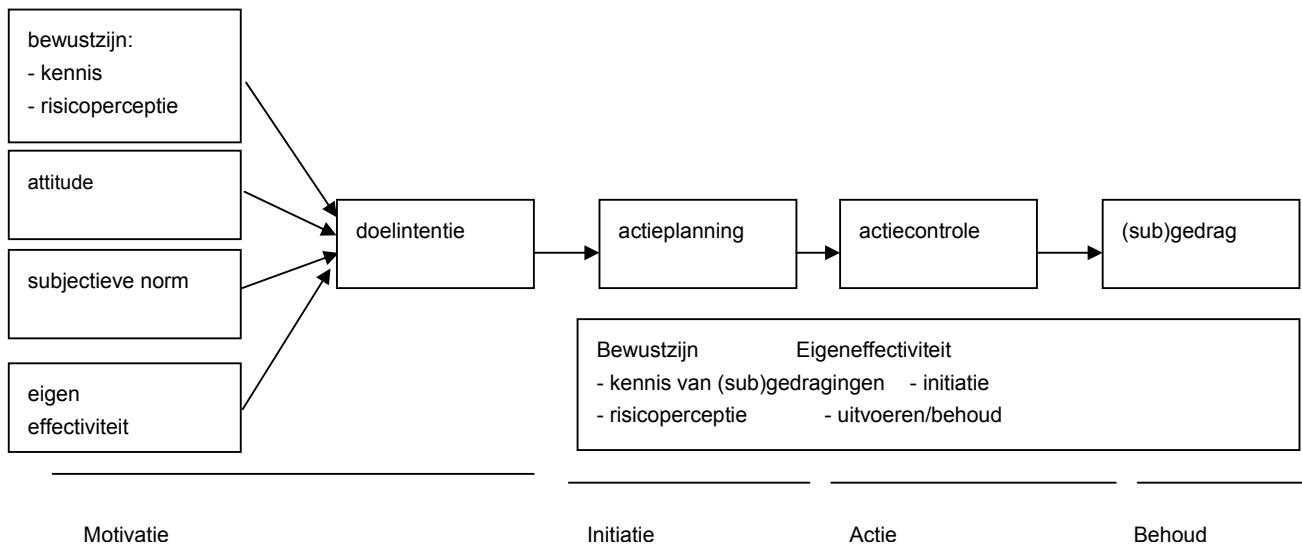 bewustzijn:
- kennis
- risicoperceptie
attitude
subjectieve norm
eigen
effectiviteit
doelintentie
actieplanning
actiecontrole
(sub)gedrag
Bewustzijn Eigeneffectiviteit
- kennis van (sub)gedragingen - initiatie
- risicoperceptie - uitvoeren/behoud
Motivatie Initiatie Actie Behoud